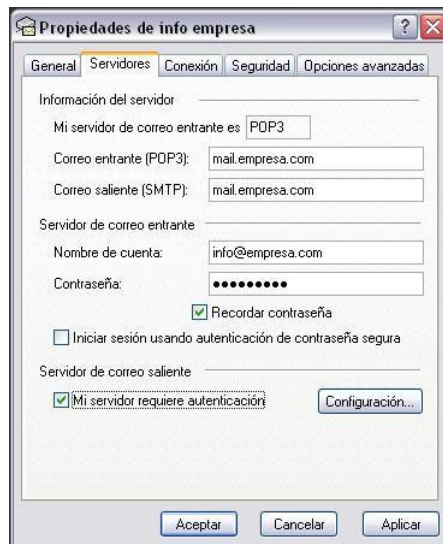 Propiedades de info empresa
General Servidores Conexión Seguridad Opciones avanzadas
Información del servidor
Mi servidor de correo entrante es POP3
Correo entrante (POP3): mail.empresa.com
Correo saliente (SMTP): mail.empresa.com
Servidor de correo entrante
Nombre de cuenta: info@empresa.com
Contraseña: ●●●●●●●●●
Recordar contraseña
Iniciar sesión usando autenticación de contraseña segura
Servidor de correo saliente
Mi servidor requiere autenticación Configuración...
Aceptar Cancelar Aplicar